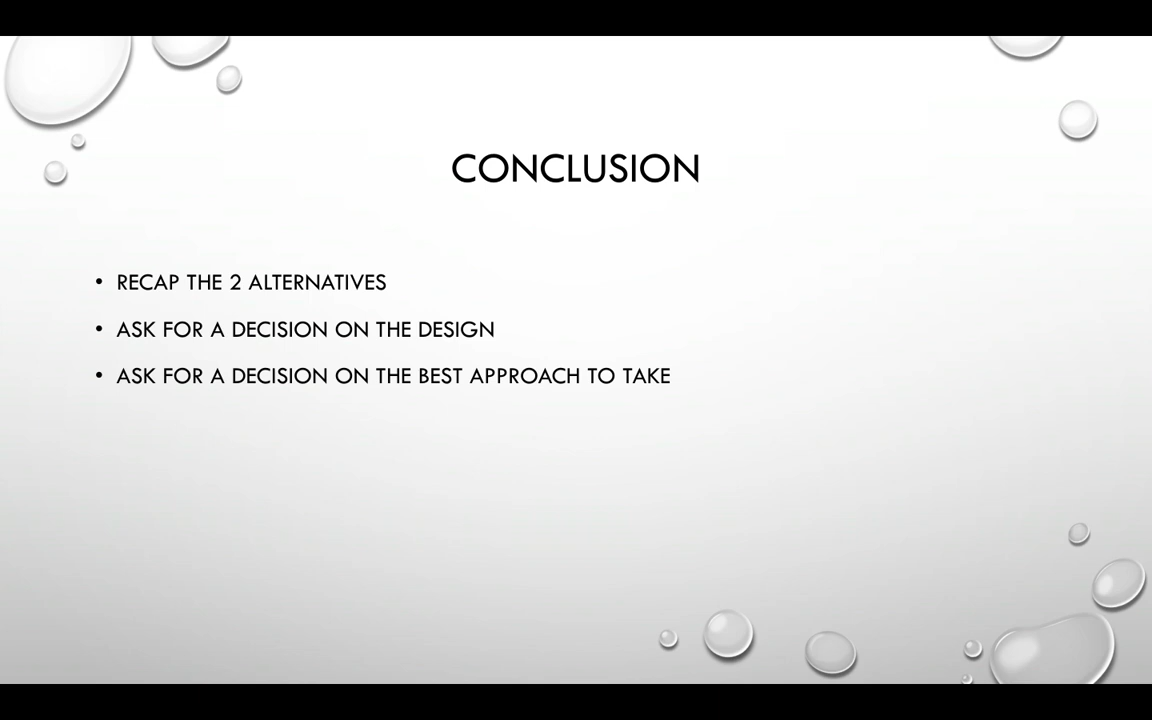 CONCLUSION
• RECAP THE 2 ALTERNATIVES
• ASK FOR A DECISION ON THE DESIGN
• ASK FOR A DECISION ON THE BEST APPROACH TO TAKE